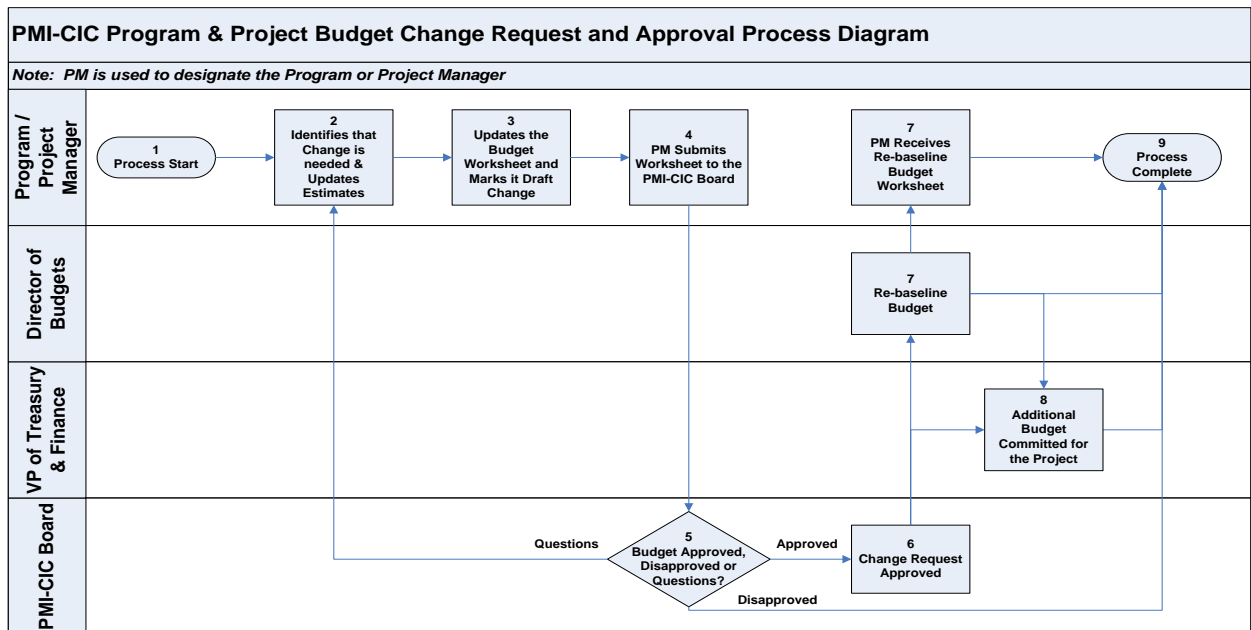 PMI-CIC Program & Project Budget Change Request and Approval Process Diagram
Note: PM is used to designate the Program or Project Manager
Program /
Project
Manager
1
Process Start
2
Identifies that
Change is
needed &
Updates
Estimates
3
Updates the
Budget
Worksheet and
Marks it Draft
Change
4
PM Submits
Worksheet to the
PMI-CIC Board
7
PM Receives
Re-baseline
Budget
Worksheet
9
Process
Complete
Director of
Budgets
7
Re-baseline
Budget
VP of Treasury
& Finance
8
Additional
Budget
Committed for
the Project
PMI-CIC Board
Questions
5
Budget Approved,
Disapproved or
Questions?
Approved
6
Change Request
Approved
Disapproved